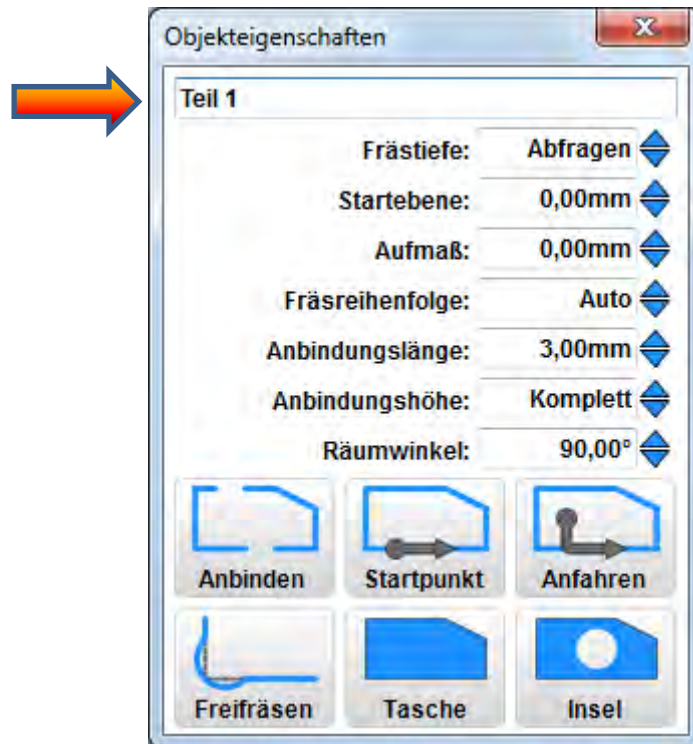 Objekteigenschaften
Teil 1
Frästiefe: Abfragen
Startebene: 0,00mm
Aufmaß: 0,00mm
Fräsreihenfolge: Auto
Anbindungslänge: 3,00mm
Anbindungshöhe: Komplett
Räumwinkel: 90,00°
Anbinden Startpunkt Anfahren
Freifräsen Tasche Insel